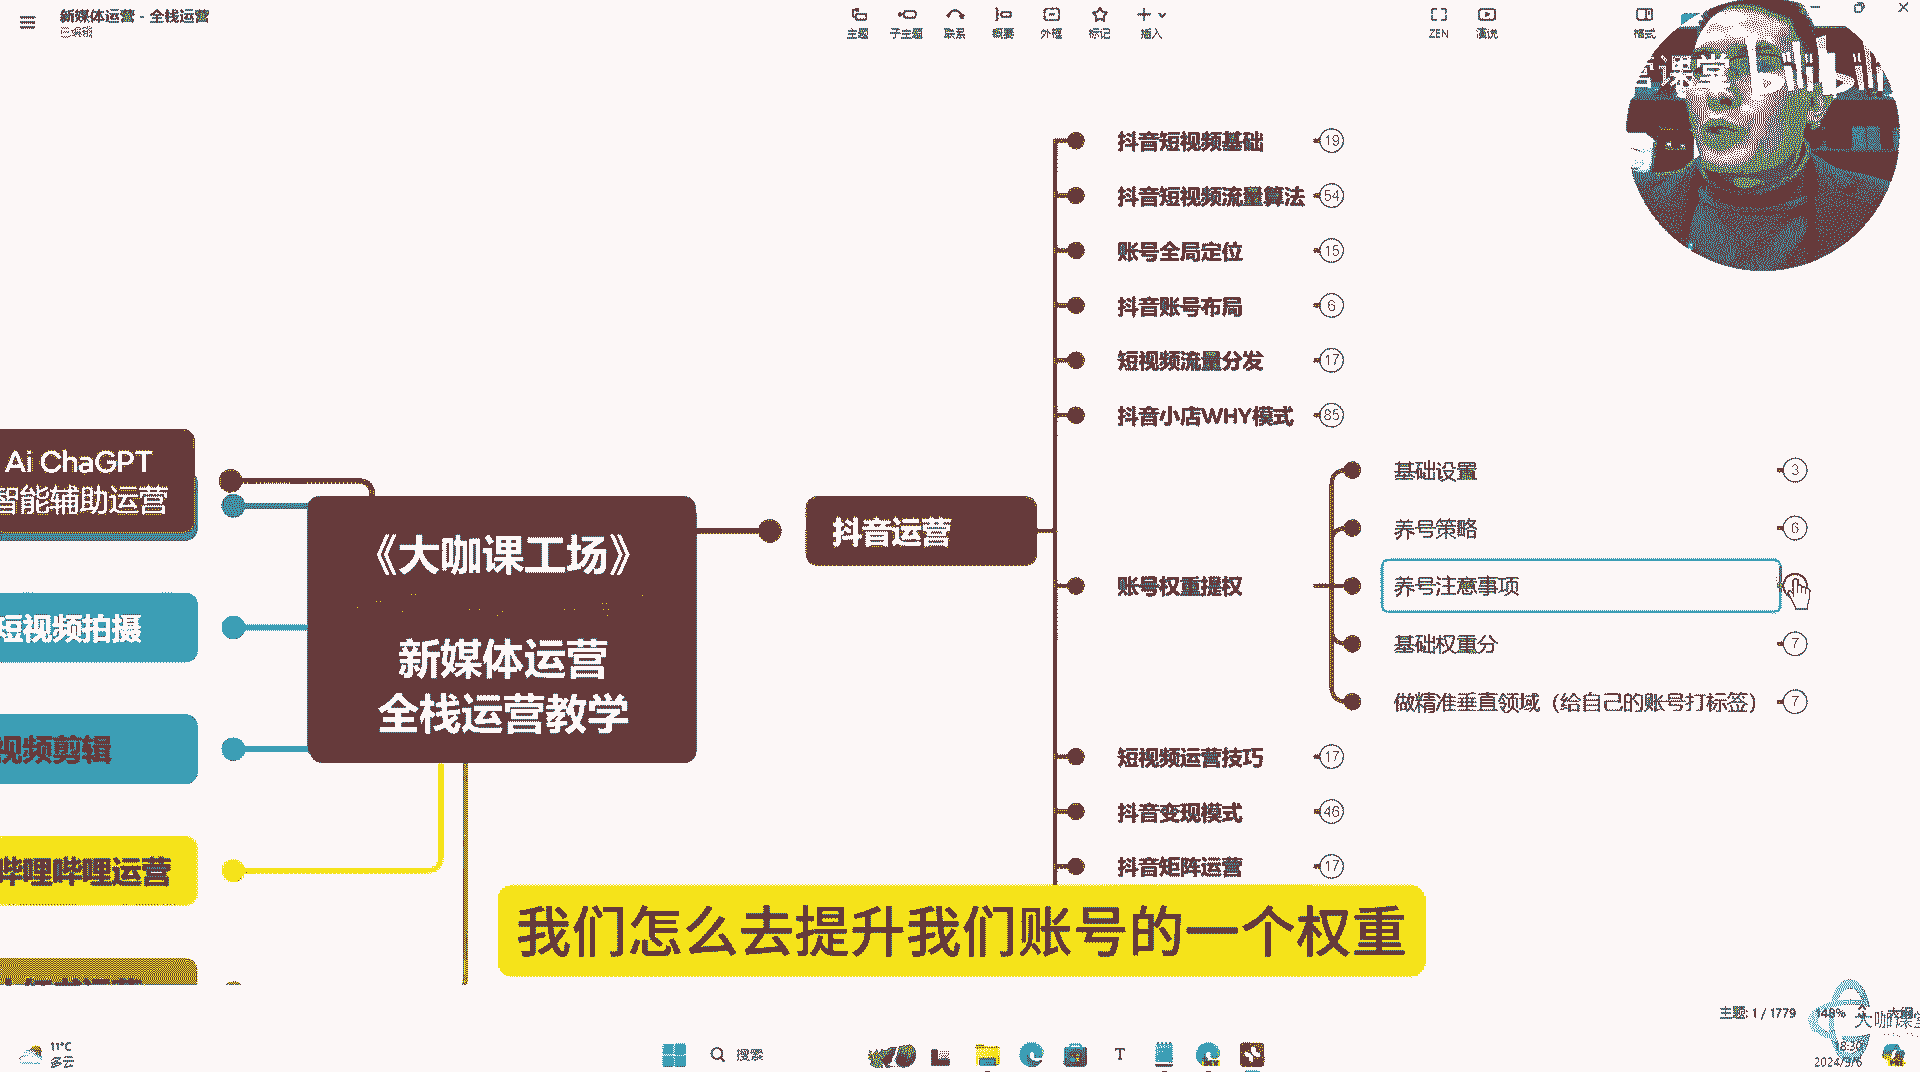 新媒体运营 - 全栈运营
已编辑
主题
子主题
联系
概要
外框
标记
插入
ZEN
演说
格式
课堂 bilibili
抖音短视频基础 19
抖音短视频流量算法 54
账号全局定位 15
抖音账号布局 6
短视频流量分发 17
抖音小店WHY模式 85
账号权重提权
基础设置 3
养号策略 6
养号注意事项
基础权重分 7
做精准垂直领域（给自己的账号打标签） 7
短视频运营技巧 17
抖音变现模式 46
抖音矩阵运营 17
抖音运营
《大咖课工场》
新媒体运营
全栈运营教学
Ai ChaGPT
智能辅助运营
短视频拍摄
视频剪辑
哔哩哔哩运营
我们怎么去提升我们账号的一个权重
主题: 1 / 1779
148%
大纲
大咖课堂
11°C
多云
搜索
18:30
2024/9/6